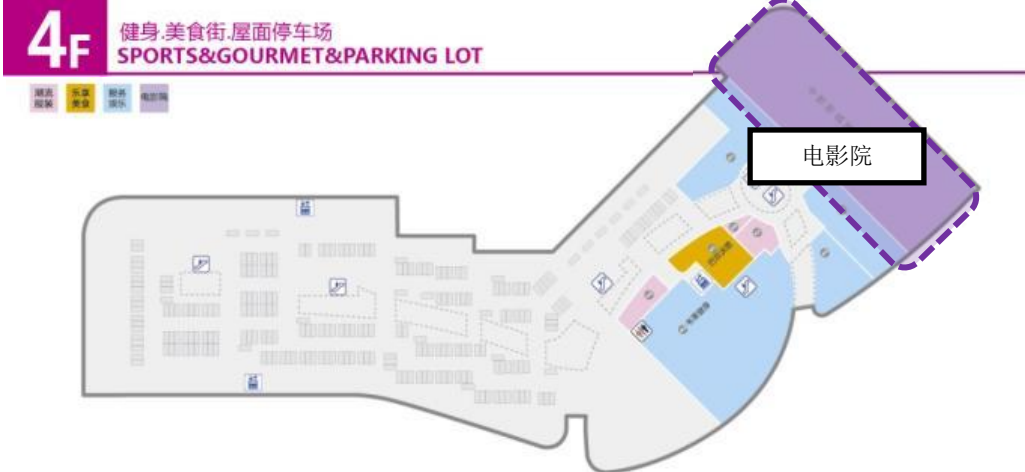 4F
健身.美食街.屋面停车场
SPORTS&GOURMET&PARKING LOT
潮流
服装
乐享
美食
服务
娱乐
电影院
电影院